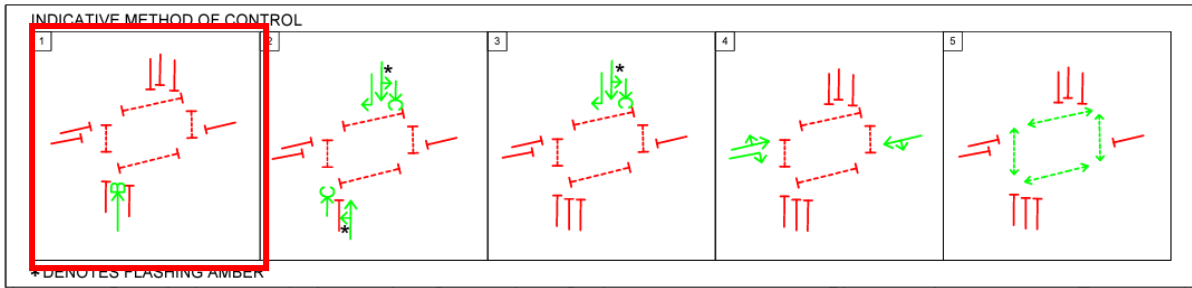 INDICATIVE METHOD OF CONTROL
1 2 3 4 5
* *
C C
B C
*
* DENOTES FLASHING AMBER